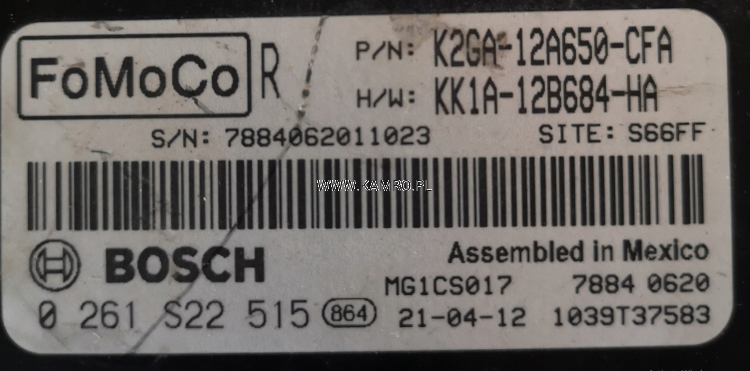 FoMoCo R P/N: K2GA-12A650-CFA
H/W: KK1A-12B684-HA
S/N: 7884062011023 SITE: S66FF
WWW.KAMRO.PL
BOSCH Assembled in Mexico
MG1CS017 7884 0620
0 261 S22 515 864 21-04-12 1039T37583